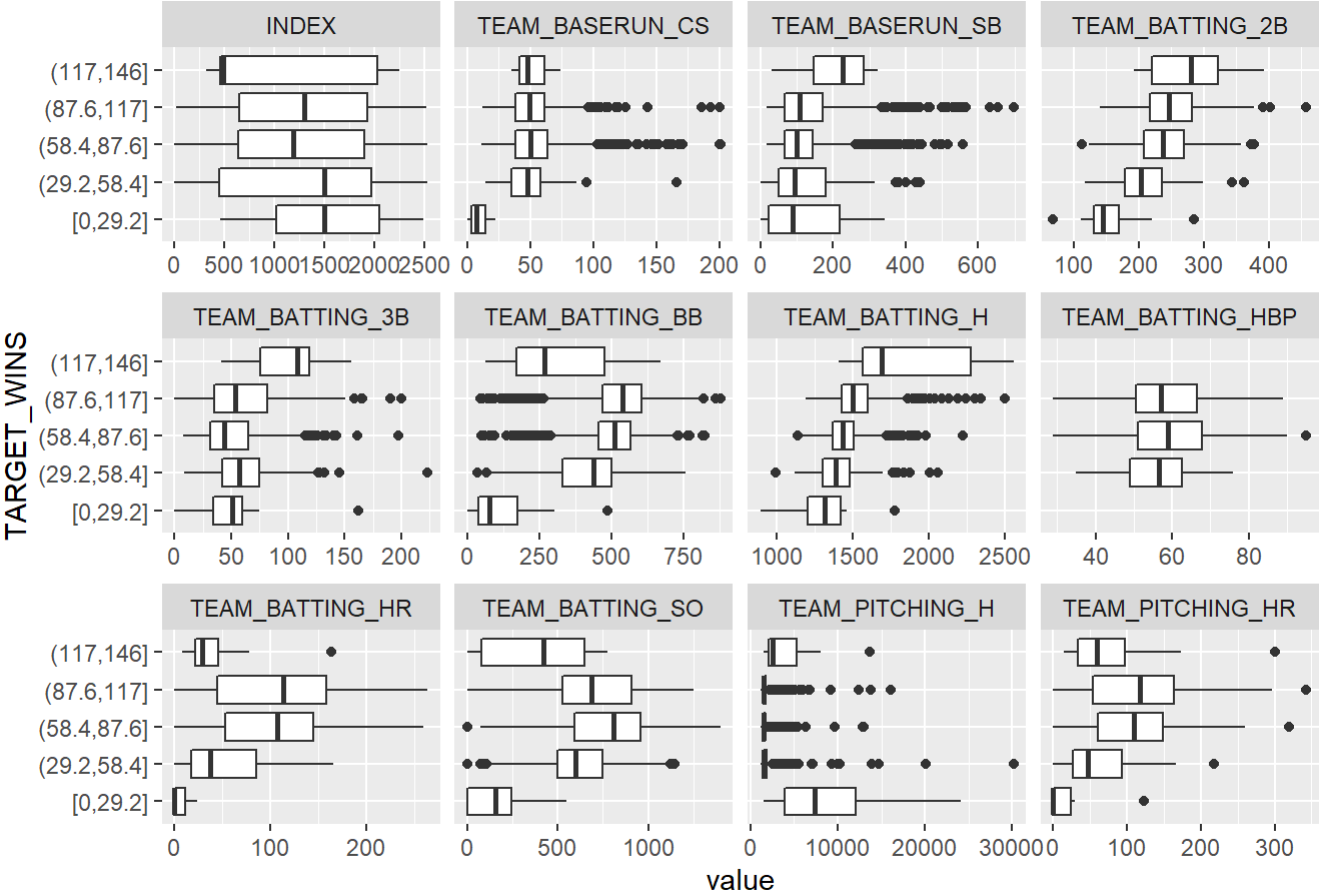 INDEX TEAM_BASERUN_CS TEAM_BASERUN_SB TEAM_BATTING_2B
(117,146]
(87.6,117]
(58.4,87.6]
(29.2,58.4]
[0,29.2]
0 500 1000 1500 2000 2500 0 50 100 150 200 0 200 400 600 100 200 300 400
TEAM_BATTING_3B TEAM_BATTING_BB TEAM_BATTING_H TEAM_BATTING_HBP
(117,146]
(87.6,117]
(58.4,87.6]
(29.2,58.4]
[0,29.2]
TARGET_WINS
0 50 100 150 200 0 250 500 750 1000 1500 2000 2500 40 60 80
TEAM_BATTING_HR TEAM_BATTING_SO TEAM_PITCHING_H TEAM_PITCHING_HR
(117,146]
(87.6,117]
(58.4,87.6]
(29.2,58.4]
[0,29.2]
0 100 200 0 500 1000 0 10000 20000 30000 0 100 200 300
value